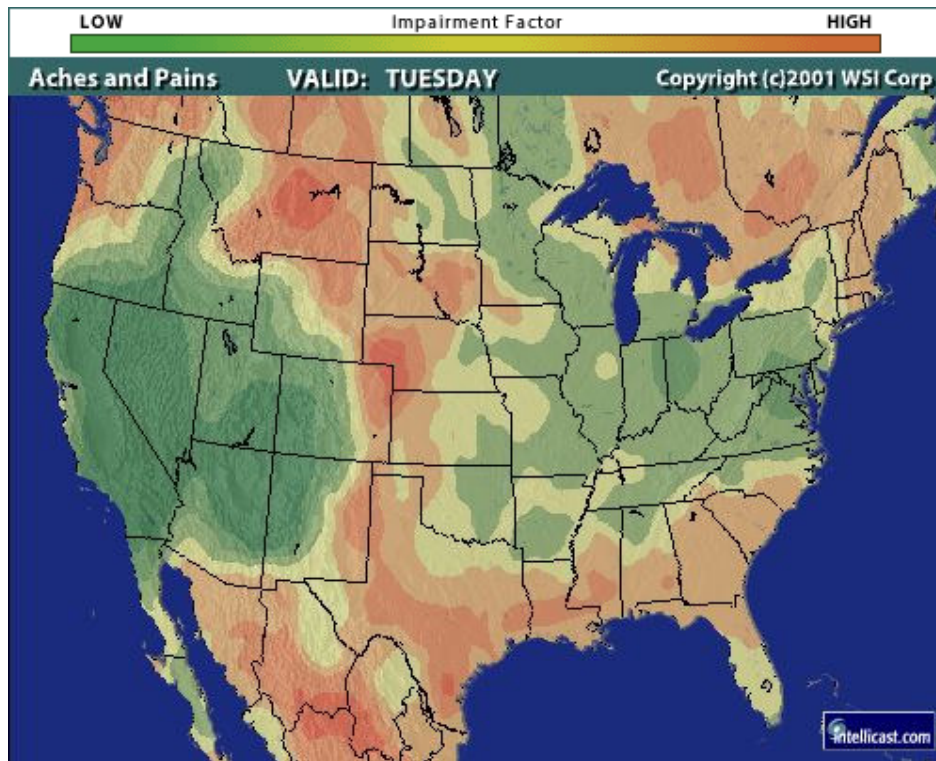 LOW Impairment Factor HIGH
Aches and Pains VALID: TUESDAY Copyright (c)2001 WSI Corp
intellicast.com